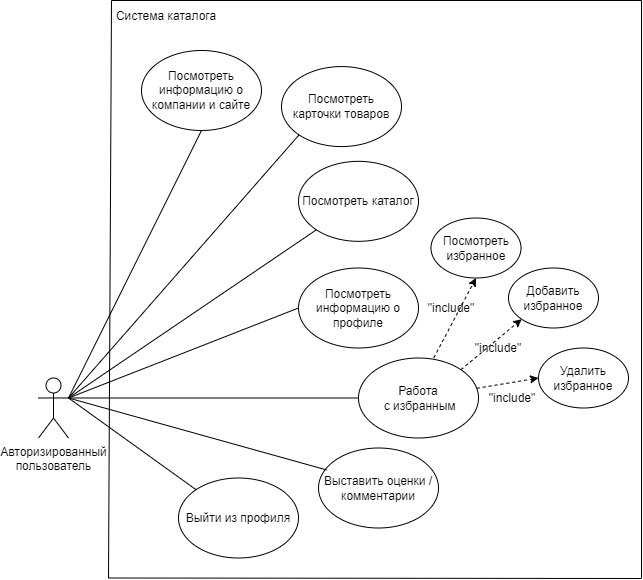 Система каталога
Посмотреть
информацию о
компании и сайте
Посмотреть
карточки товаров
Посмотреть каталог
Посмотреть
избранное
Посмотреть
информацию о
профиле
"include"
Добавить
избранное
"include"
Удалить
избранное
"include"
Работа
с избранным
Авторизированный
пользователь
Выставить оценки /
комментарии
Выйти из профиля